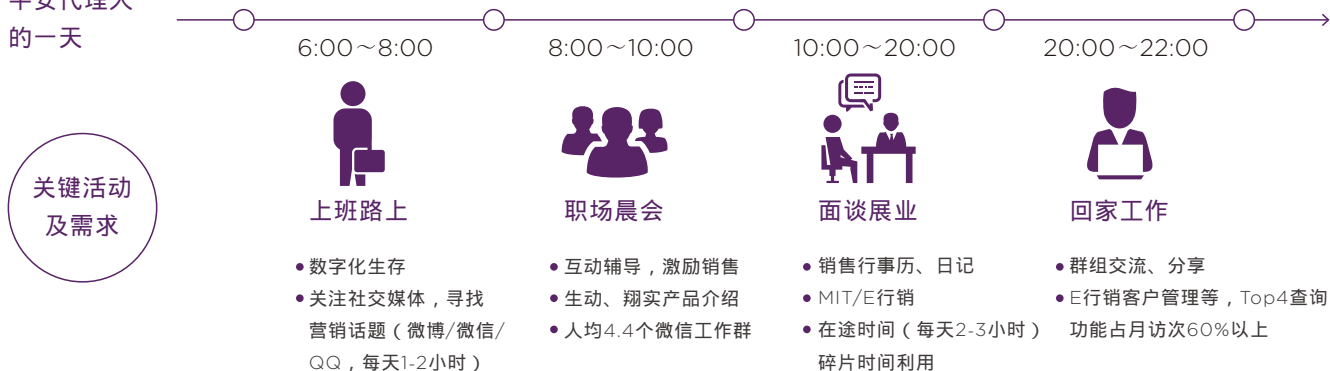 平安代理人
的一天
6:00～8:00
8:00～10:00
10:00～20:00
20:00～22:00
关键活动
及需求
上班路上
• 数字化生存
• 关注社交媒体，寻找
营销话题（微博/微信/
QQ，每天1-2小时）
职场晨会
• 互动辅导，激励销售
• 生动、翔实产品介绍
• 人均4.4个微信工作群
面谈展业
• 销售行事历、日记
• MIT/E行销
• 在途时间（每天2-3小时）
碎片时间利用
回家工作
• 群组交流、分享
• E行销客户管理等，Top4查询
功能占月访次60%以上